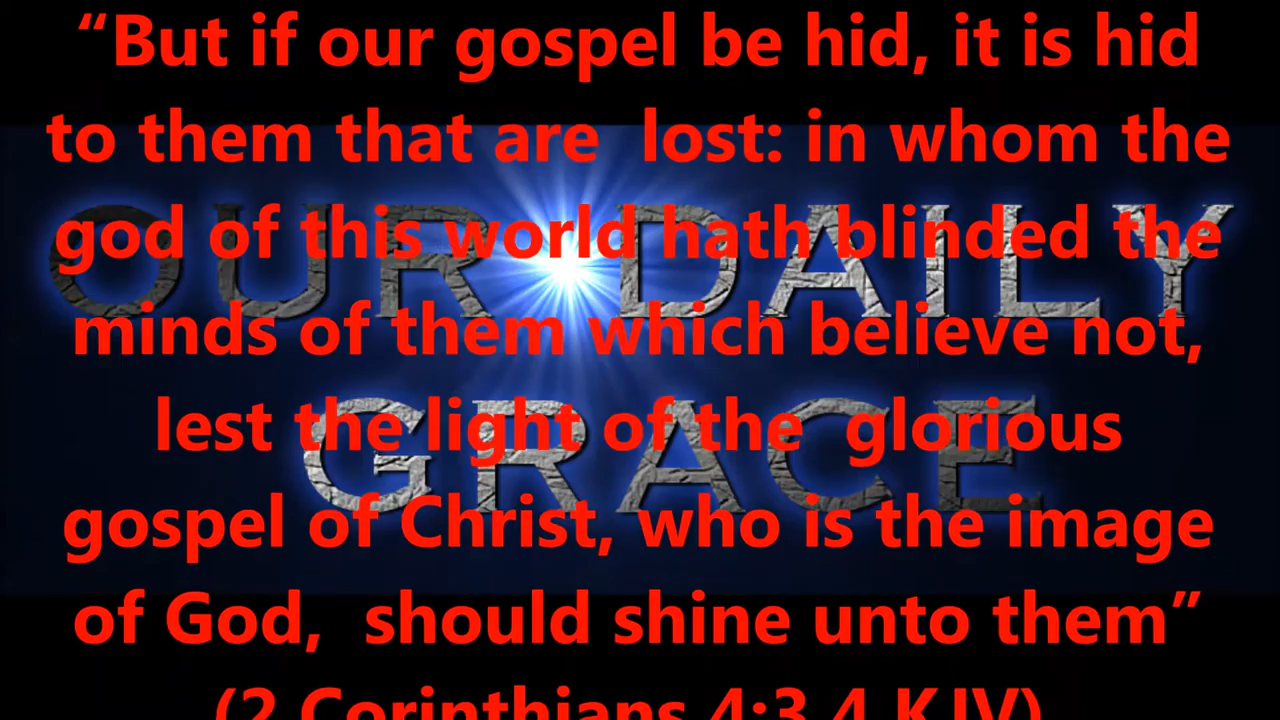 “But if our gospel be hid, it is hid
to them that are lost: in whom the
god of this world hath blinded the
minds of them which believe not,
lest the light of the glorious
gospel of Christ, who is the image
of God, should shine unto them”
(2 Corinthians 4:3,4 KJV)
OUR DAILY
GRACE